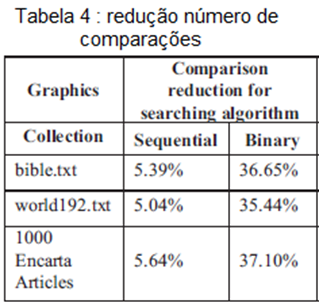 Tabela 4 : redução número de
comparações
Graphics
Comparison
reduction for
searching algorithm
Collection Sequential Binary
bible.txt 5.39% 36.65%
world192.txt 5.04% 35.44%
1000
Encarta 5.64% 37.10%
Articles